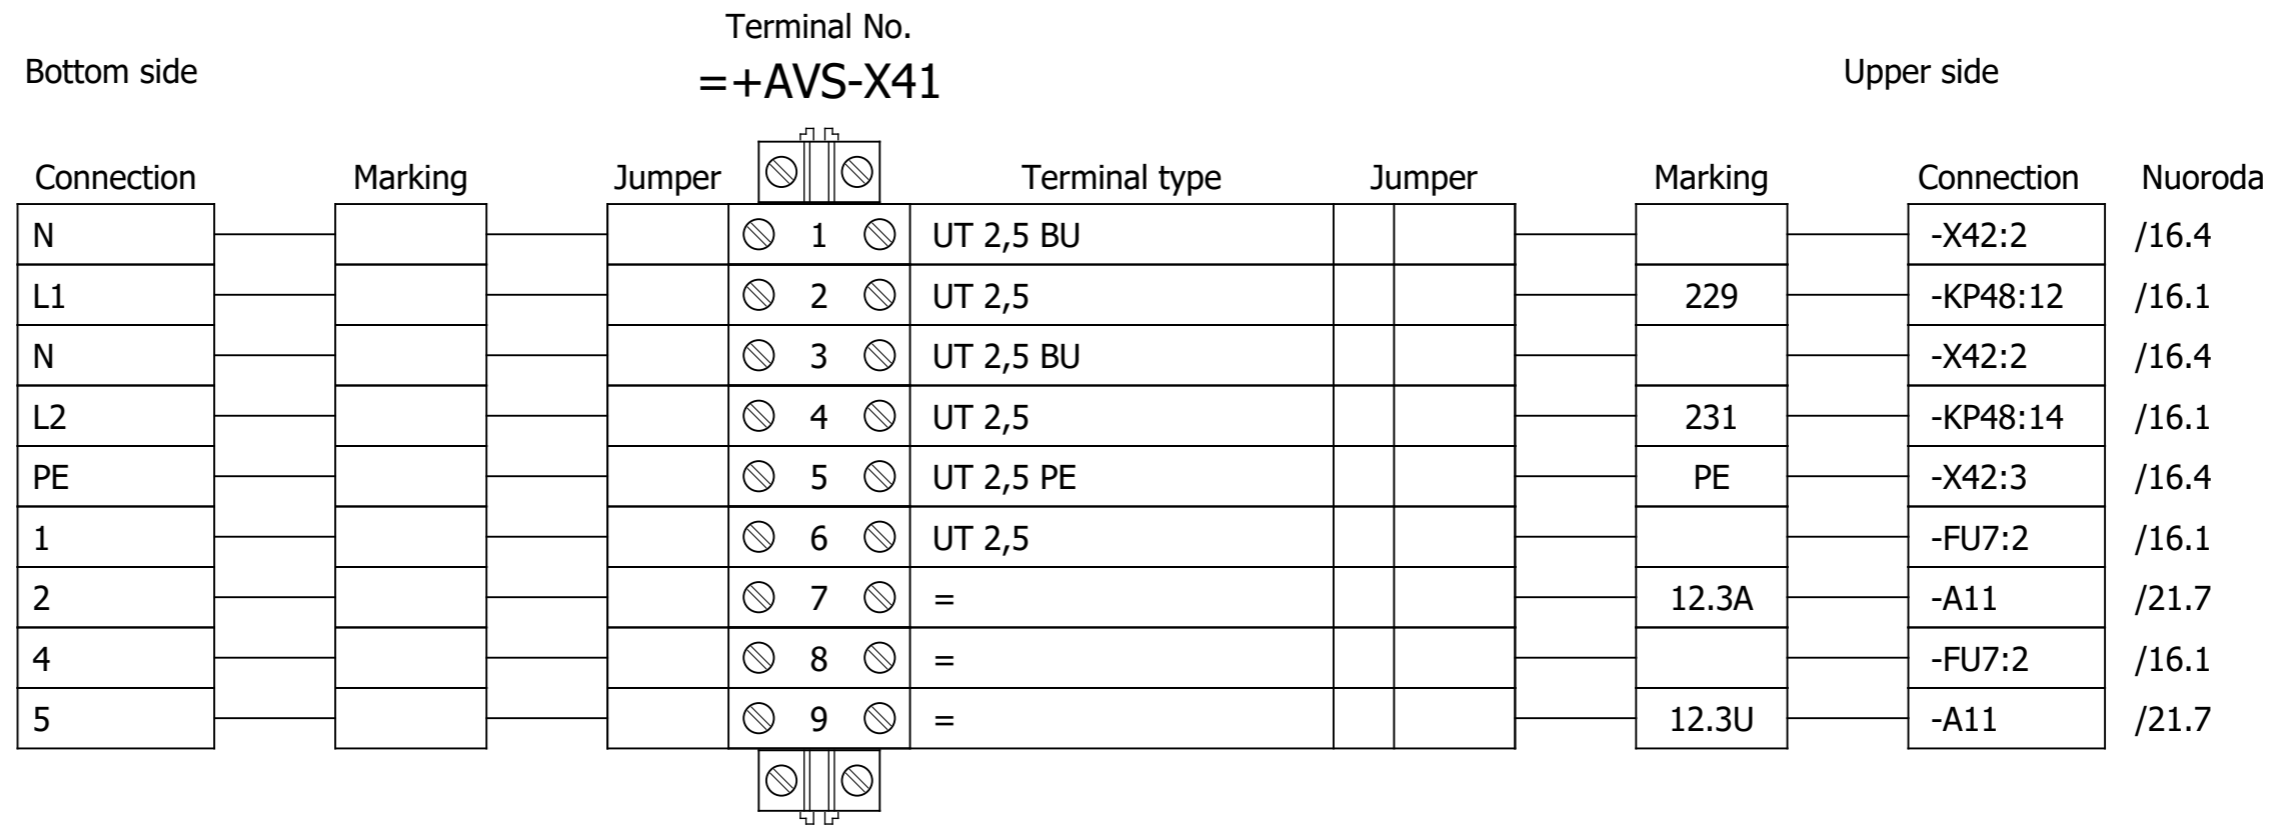 Terminal No.
Bottom side =+AVS-X41 Upper side
Connection Marking Jumper Terminal type Jumper Marking Connection Nuoroda
N 1 UT 2,5 BU -X42:2 /16.4
L1 2 UT 2,5 229 -KP48:12 /16.1
N 3 UT 2,5 BU -X42:2 /16.4
L2 4 UT 2,5 231 -KP48:14 /16.1
PE 5 UT 2,5 PE PE -X42:3 /16.4
1 6 UT 2,5 -FU7:2 /16.1
2 7 = 12.3A -A11 /21.7
4 8 = -FU7:2 /16.1
5 9 = 12.3U -A11 /21.7